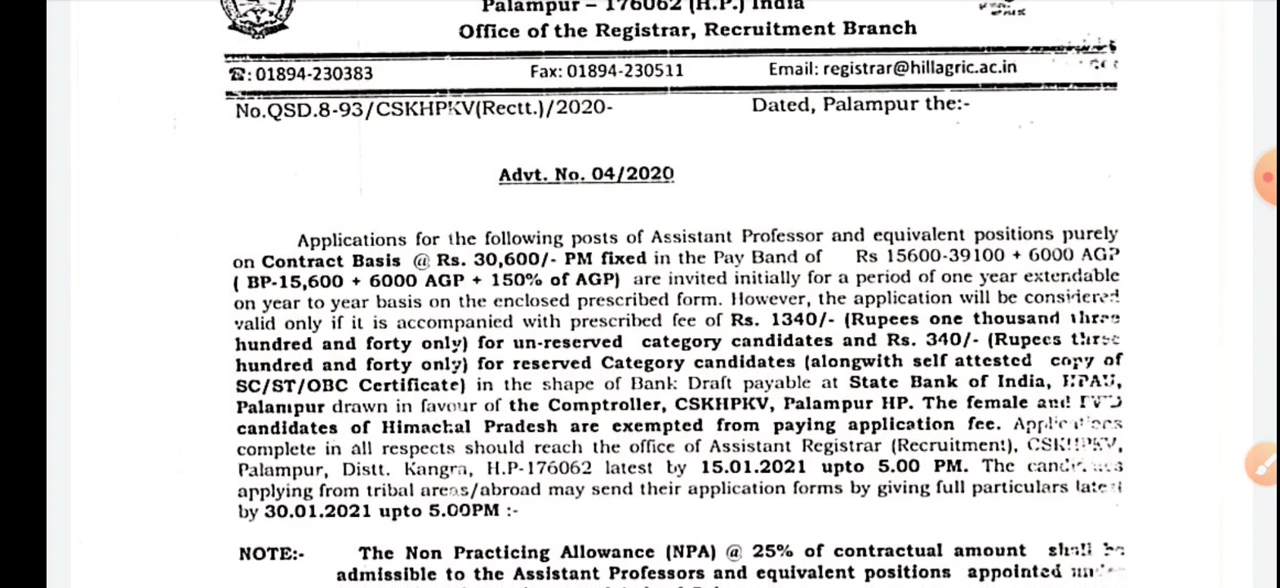 Palampur – 176062 (H.P.) India
Office of the Registrar, Recruitment Branch
☎: 01894-230383 Fax: 01894-230511 Email: registrar@hillagric.ac.in
No.QSD.8-93/CSKHPKV(Rectt.)/2020- Dated, Palampur the:-
Advt. No. 04/2020
Applications for the following posts of Assistant Professor and equivalent positions purely
on Contract Basis @ Rs. 30,600/- PM fixed in the Pay Band of Rs 15600-39100 + 6000 AGP
( BP-15,600 + 6000 AGP + 150% of AGP) are invited initially for a period of one year extendable
on year to year basis on the enclosed prescribed form. However, the application will be considered
valid only if it is accompanied with prescribed fee of Rs. 1340/- (Rupees one thousand three
hundred and forty only) for un-reserved category candidates and Rs. 340/- (Rupees three
hundred and forty only) for reserved Category candidates (alongwith self attested copy of
SC/ST/OBC Certificate) in the shape of Bank Draft payable at State Bank of India, HPAU,
Palampur drawn in favour of the Comptroller, CSKHPKV, Palampur HP. The female and
candidates of Himachal Pradesh are exempted from paying application fee. Applications
complete in all respects should reach the office of Assistant Registrar (Recruitment), CSKHPKV,
Palampur, Distt. Kangra, H.P-176062 latest by 15.01.2021 upto 5.00 PM. The candidates
applying from tribal areas/abroad may send their application forms by giving full particulars latest
by 30.01.2021 upto 5.00PM :-
NOTE:- The Non Practicing Allowance (NPA) @ 25% of contractual amount shall be
admissible to the Assistant Professors and equivalent positions appointed under